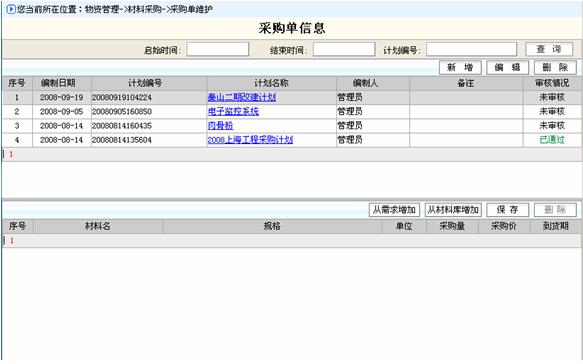 您当前所在位置：物资管理->材料采购->采购单维护
采购单信息
启始时间: 结束时间: 计划编号: 查 询
新 增 编 辑 删 除
序号 编制日期 计划编号 计划名称 编制人 备注 审核情况
1 2008-09-19 20080919104224 秦山二期改建计划 管理员 未审核
2 2008-09-05 20080905160850 电子监控系统 管理员 未审核
3 2008-08-14 20080814160435 肉骨粉 管理员 未审核
4 2008-08-14 20080814135604 2008上海工程采购计划 管理员 已通过
1
从需求增加 从材料库增加 保 存 删 除
序号 材料名 规格 单位 采购量 采购价 到货期
1